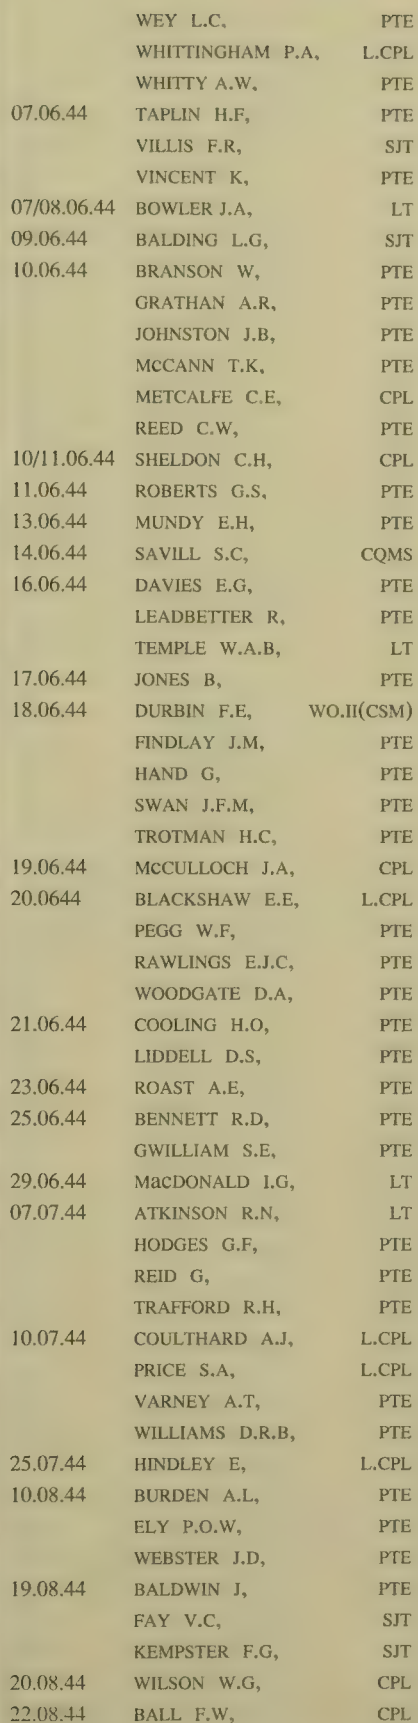 WEY L.C, PTE
WHITTINGHAM P.A, L.CPL
WHITTY A.W, PTE
07.06.44 TAPLIN H.F, PTE
VILLIS F.R, SJT
VINCENT K, PTE
07/08.06.44 BOWLER J.A, LT
09.06.44 BALDING L.G, SJT
10.06.44 BRANSON W, PTE
GRATHAN A.R, PTE
JOHNSTON J.B, PTE
McCANN T.K, PTE
METCALFE C.E, CPL
REED C.W, PTE
10/11.06.44 SHELDON C.H, CPL
11.06.44 ROBERTS G.S, PTE
13.06.44 MUNDY E.H, PTE
14.06.44 SAVILL S.C, CQMS
16.06.44 DAVIES E.G, PTE
LEADBETTER R, PTE
TEMPLE W.A.B, LT
17.06.44 JONES B, PTE
18.06.44 DURBIN F.E, WO.II(CSM)
FINDLAY J.M, PTE
HAND G, PTE
SWAN J.F.M, PTE
TROTMAN H.C, PTE
19.06.44 McCULLOCH J.A, CPL
20.0644 BLACKSHAW E.E, L.CPL
PEGG W.F, PTE
RAWLINGS E.J.C, PTE
WOODGATE D.A, PTE
21.06.44 COOLING H.O, PTE
LIDDELL D.S, PTE
23.06.44 ROAST A.E, PTE
25.06.44 BENNETT R.D, PTE
GWILLIAM S.E, PTE
29.06.44 MacDONALD I.G, LT
07.07.44 ATKINSON R.N, LT
HODGES G.F, PTE
REID G, PTE
TRAFFORD R.H, PTE
10.07.44 COULTHARD A.J, L.CPL
PRICE S.A, L.CPL
VARNEY A.T, PTE
WILLIAMS D.R.B, PTE
25.07.44 HINDLEY E, L.CPL
10.08.44 BURDEN A.L, PTE
ELY P.O.W, PTE
WEBSTER J.D, PTE
19.08.44 BALDWIN J, PTE
FAY V.C, SJT
KEMPSTER F.G, SJT
20.08.44 WILSON W.G, CPL
22.08.44 BALL F.W, CPL